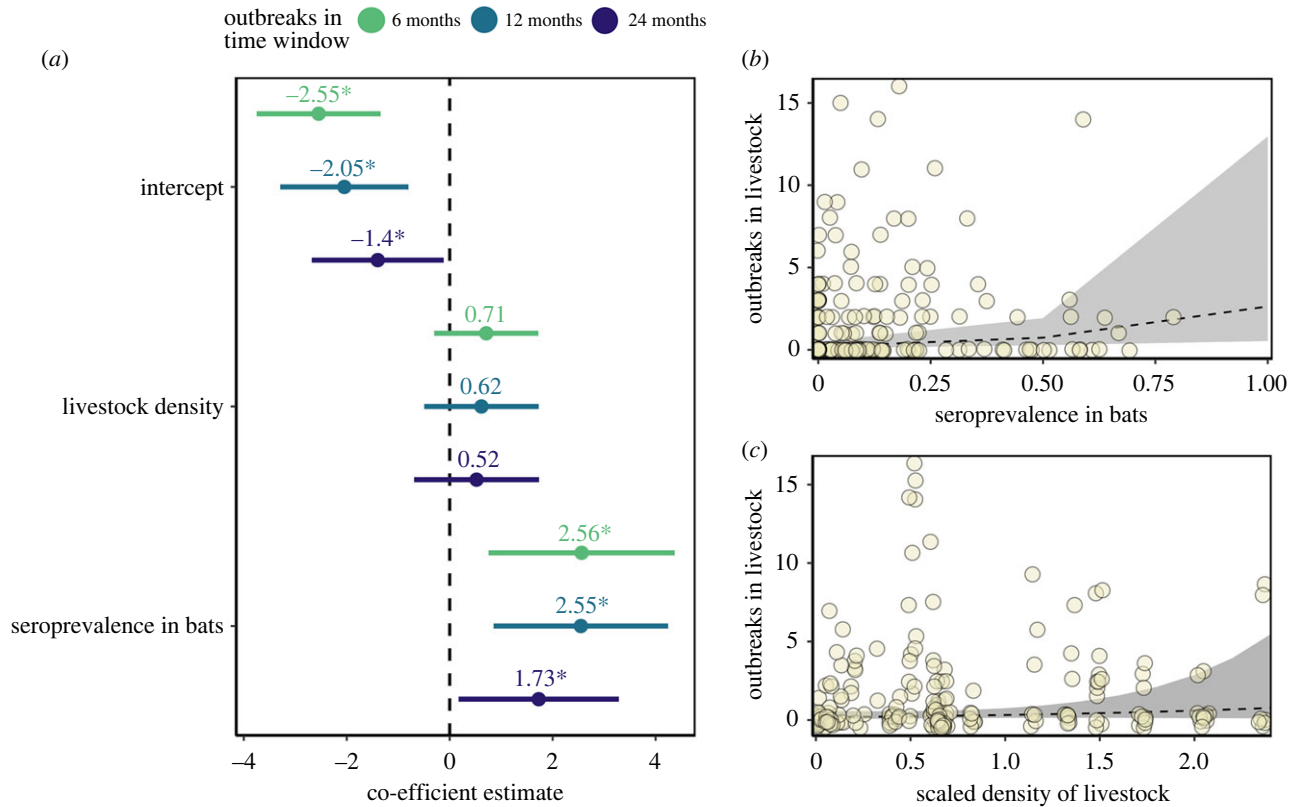 outbreaks in
time window
6 months
12 months
24 months
(a)
–2.55*
–2.05*
intercept
–1.4*
0.71
0.62
livestock density
0.52
2.56*
2.55*
seroprevalence in bats
1.73*
–4
–2
0
2
4
co-efficient estimate
(b)
15
10
5
0
outbreaks in livestock
0
0.25
0.50
0.75
1.00
seroprevalence in bats
(c)
15
10
5
0
outbreaks in livestock
0
0.5
1.0
1.5
2.0
scaled density of livestock